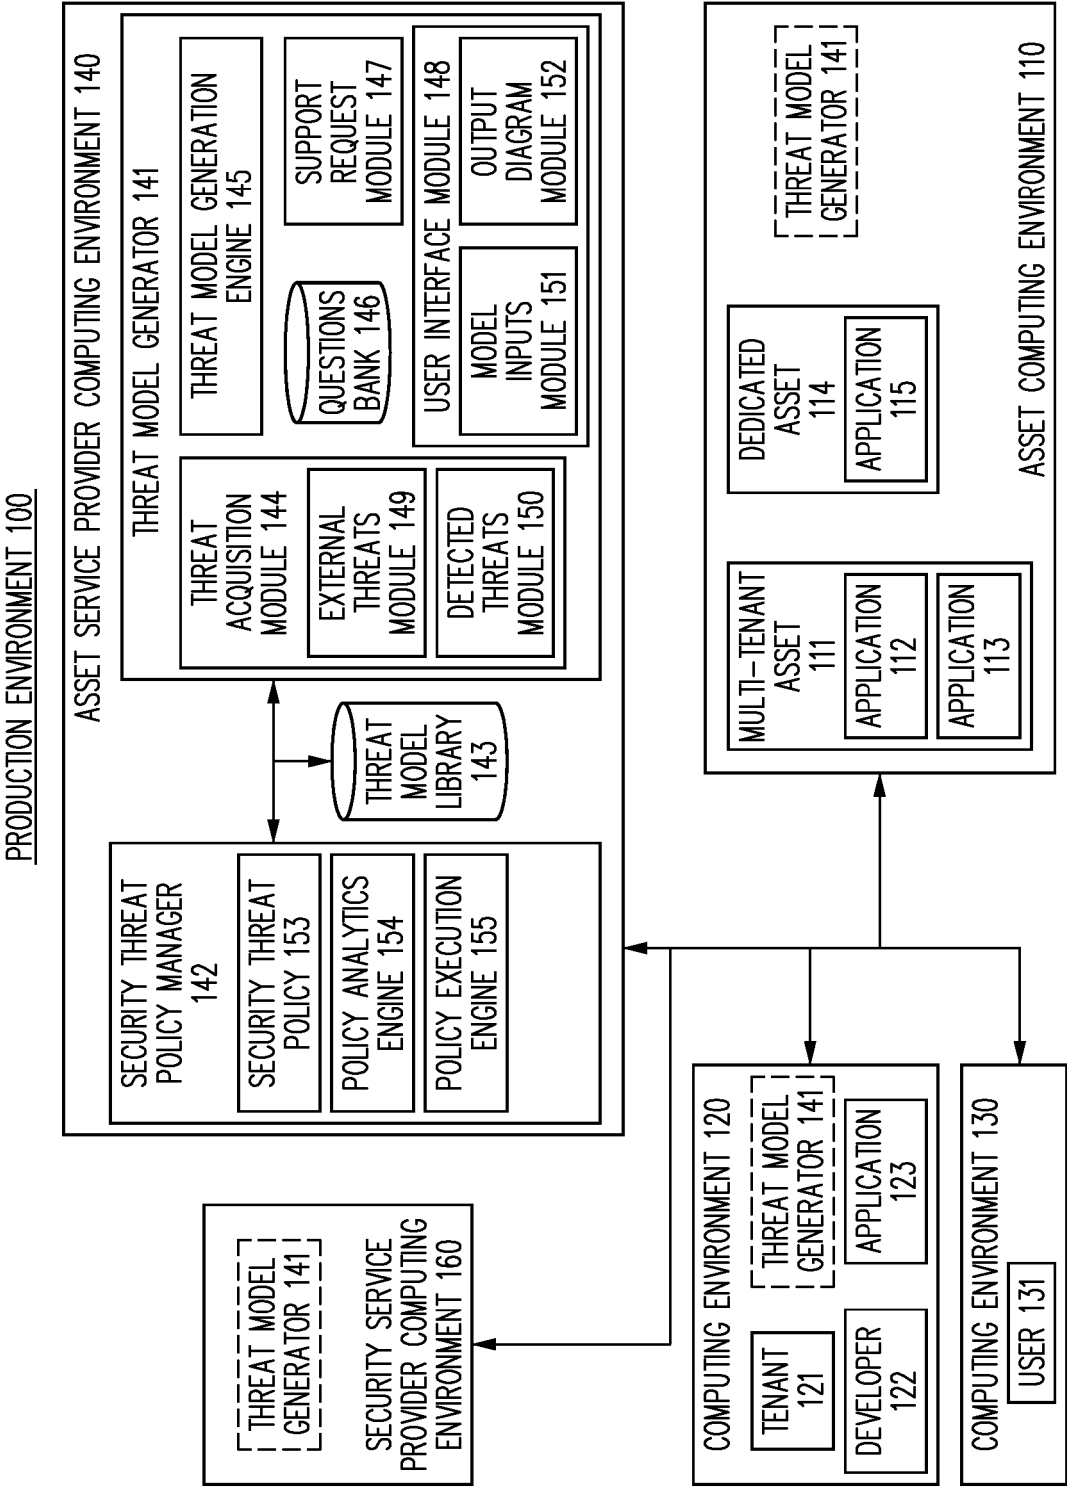 PRODUCTION ENVIRONMENT 100
ASSET SERVICE PROVIDER COMPUTING ENVIRONMENT 140
SECURITY THREAT
POLICY MANAGER
142
SECURITY THREAT
POLICY 153
POLICY ANALYTICS
ENGINE 154
POLICY EXECUTION
ENGINE 155
THREAT
MODEL
LIBRARY
143
THREAT MODEL GENERATOR 141
THREAT
ACQUISITION
MODULE 144
EXTERNAL
THREATS
MODULE 149
DETECTED
THREATS
MODULE 150
THREAT MODEL GENERATION
ENGINE 145
QUESTIONS
BANK 146
SUPPORT
REQUEST
MODULE 147
USER INTERFACE MODULE 148
MODEL
INPUTS
MODULE 151
OUTPUT
DIAGRAM
MODULE 152
THREAT MODEL
GENERATOR 141
SECURITY SERVICE
PROVIDER COMPUTING
ENVIRONMENT 160
COMPUTING ENVIRONMENT 120
TENANT
121
THREAT MODEL
GENERATOR 141
DEVELOPER
122
APPLICATION
123
COMPUTING ENVIRONMENT 130
USER 131
MULTI-TENANT
ASSET
111
APPLICATION
112
APPLICATION
113
DEDICATED
ASSET
114
APPLICATION
115
THREAT MODEL
GENERATOR 141
ASSET COMPUTING ENVIRONMENT 110